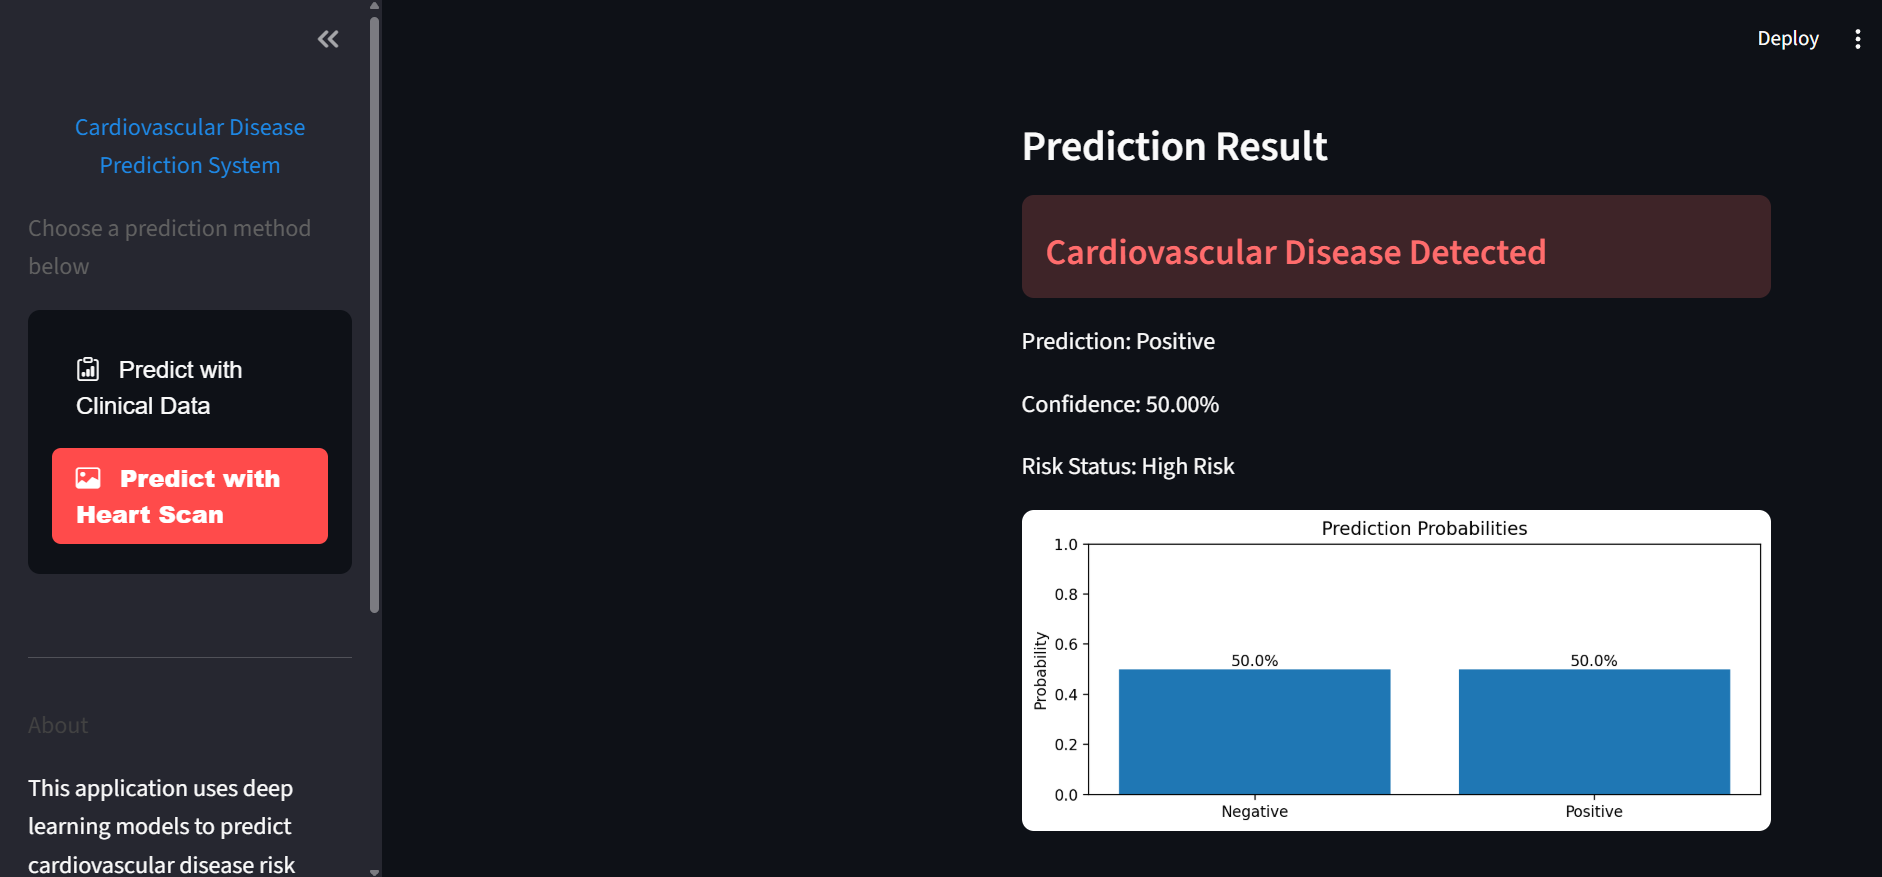 Deploy
Cardiovascular Disease
Prediction System
Choose a prediction method
below
Predict with
Clinical Data
Predict with
Heart Scan
About
This application uses deep
learning models to predict
cardiovascular disease risk
Prediction Result
Cardiovascular Disease Detected
Prediction: Positive
Confidence: 50.00%
Risk Status: High Risk
Prediction Probabilities
Probability
1.0
0.8
0.6
0.4
0.2
0.0
50.0%
50.0%
Negative
Positive